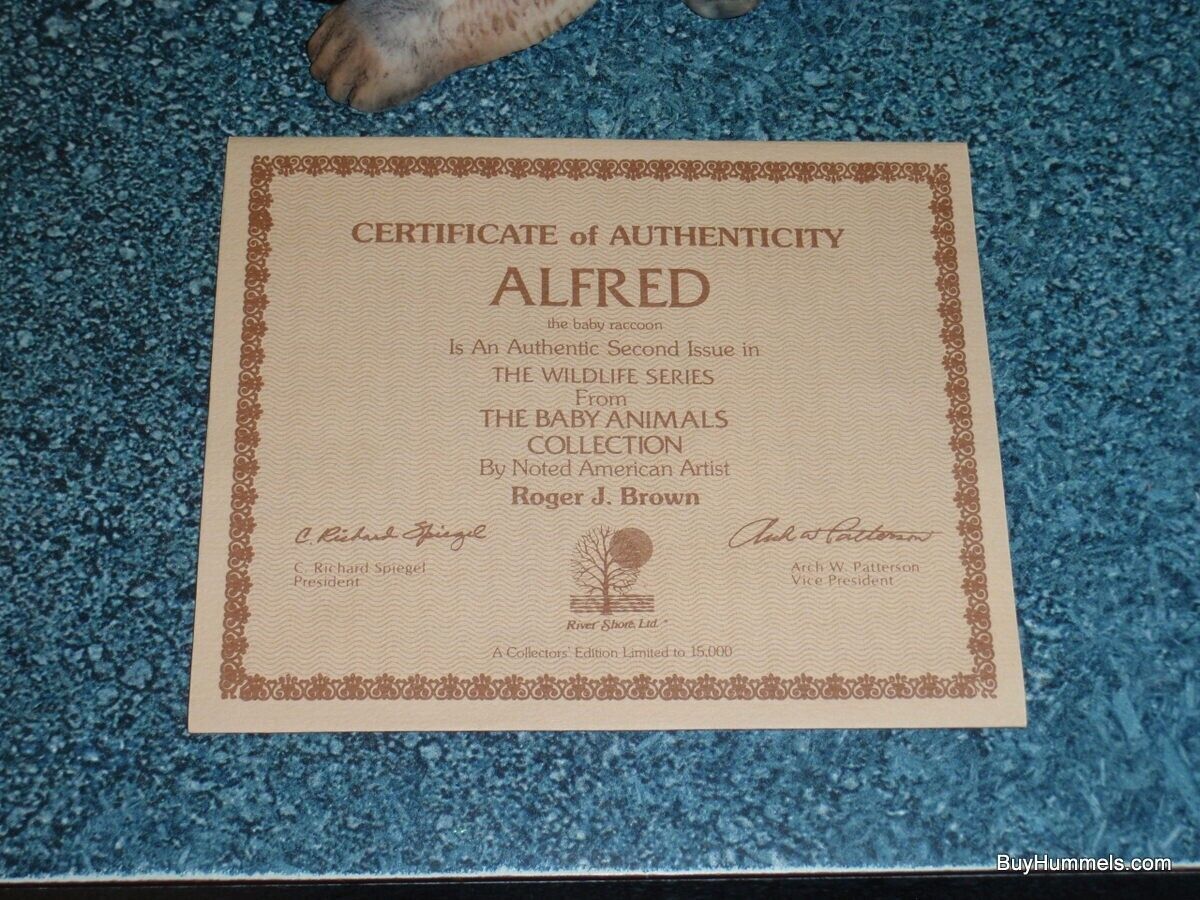 CERTIFICATE of AUTHENTICITY
ALFRED
the baby raccoon
Is An Authentic Second Issue in
THE WILDLIFE SERIES
From
THE BABY ANIMALS
COLLECTION
By Noted American Artist
Roger J. Brown
C. Richard Spiegel
Arch W Patterson
C. Richard Spiegel
President
Arch W. Patterson
Vice President
River Shore, Ltd.
A Collectors' Edition Limited to 15,000
BuyHummels.com